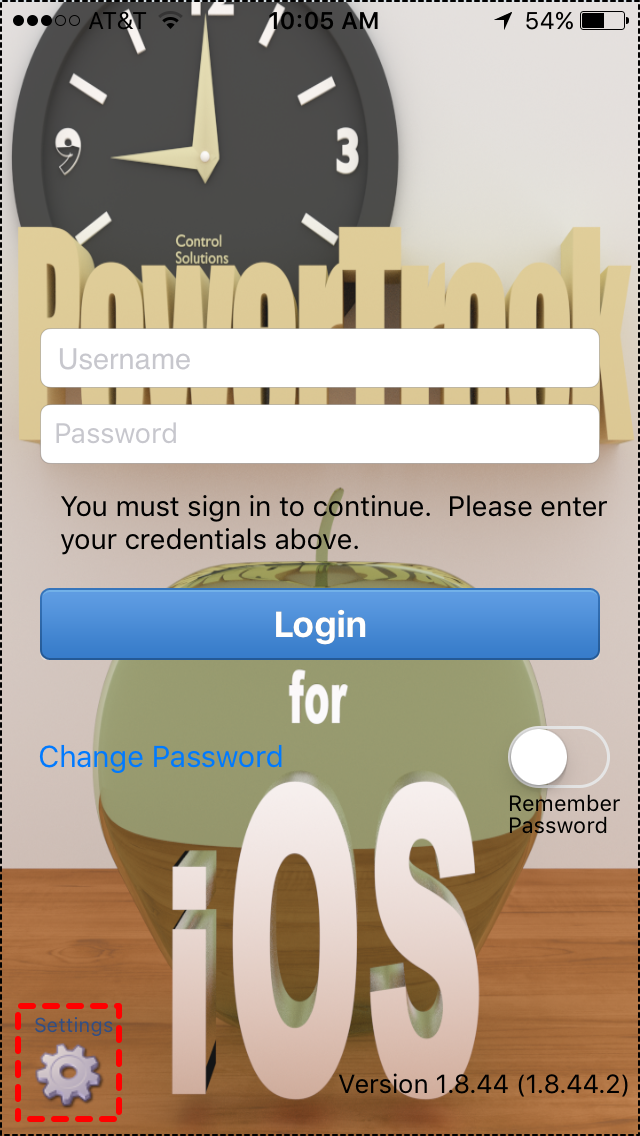 AT&T 10:05 AM 54%
12
9 3
Control
Solutions
PowerTrack
Username
Password
You must sign in to continue.  Please enter
your credentials above.
Login
for
Change Password
Remember
Password
iOS
Settings
Version 1.8.44 (1.8.44.2)